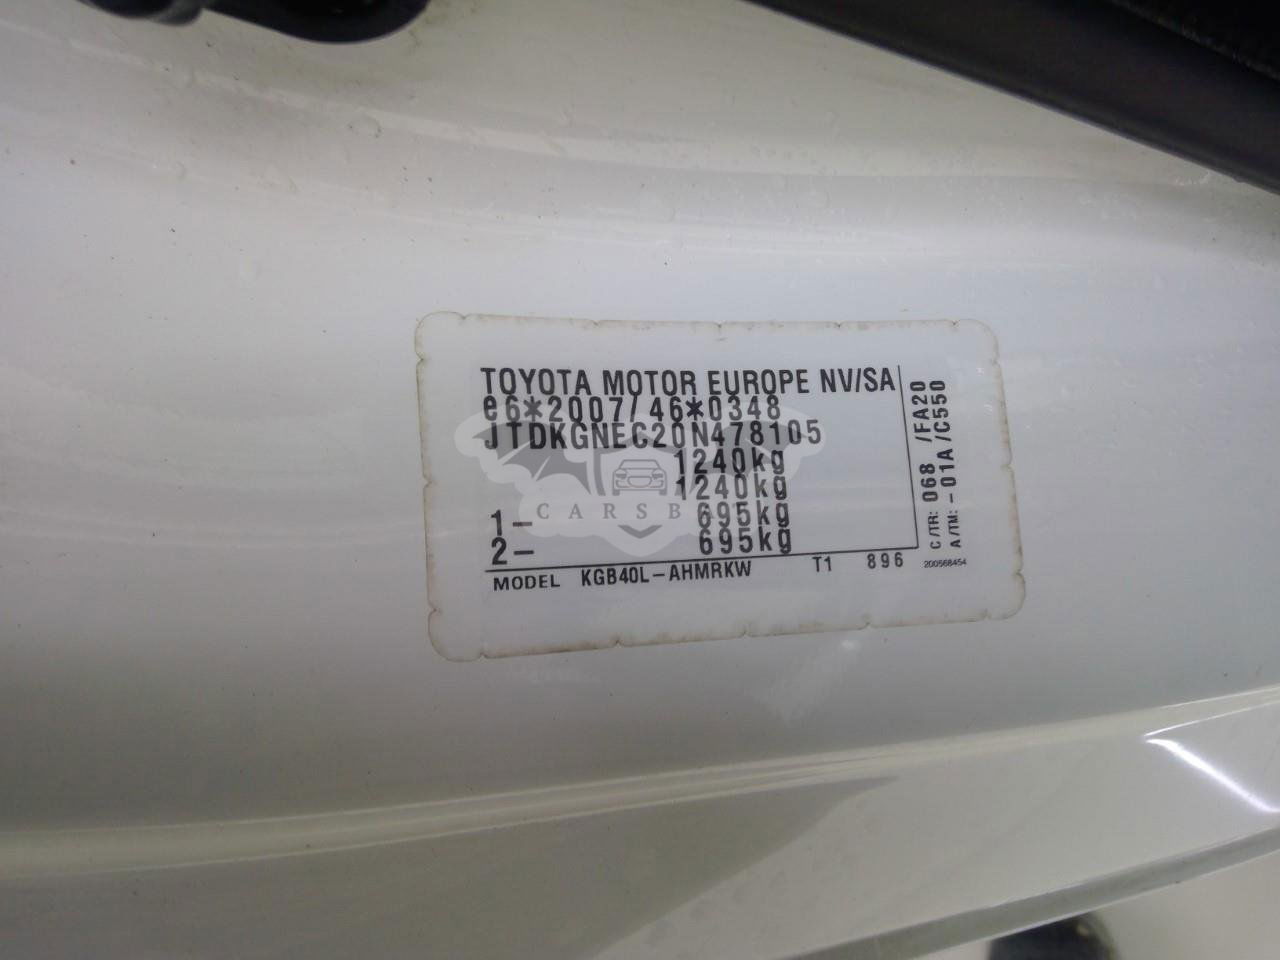 TOYOTA MOTOR EUROPE NV/SA
e6*2007/46*0348
JTDKGNEC20N478105
1240kg
1240kg
1- 695kg
2- 695kg
MODEL KGB40L-AHMRKW T1 896
C/TR: 068 /FA20
A/TM: -01A /C550
200568454
CARSB